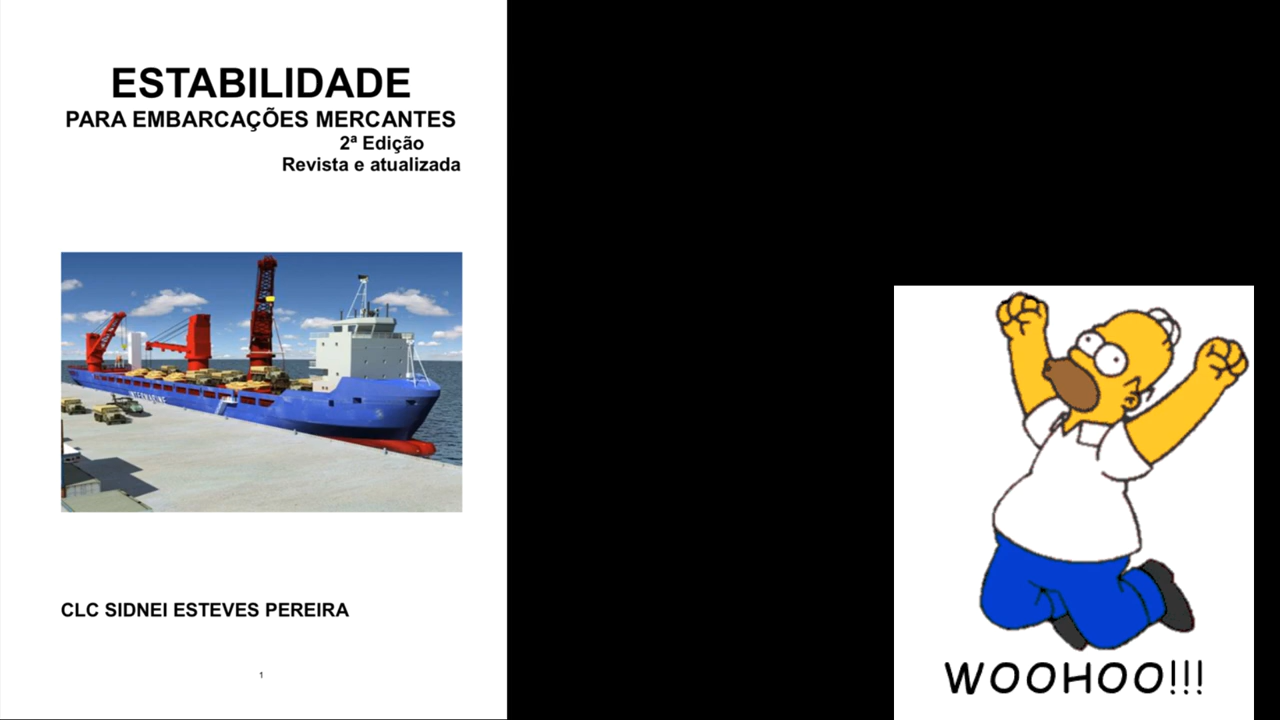 ESTABILIDADE
PARA EMBARCAÇÕES MERCANTES
2ª Edição
Revista e atualizada
CLC SIDNEI ESTEVES PEREIRA
1
WOOHOO!!!